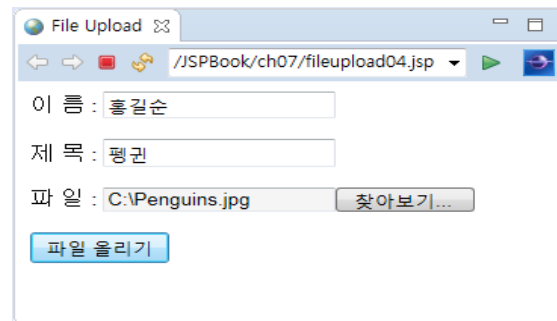 File Upload
/JSPBook/ch07/fileupload04.jsp
이 름 : 홍길순
제 목 : 펭귄
파 일 : C:\Penguins.jpg 찾아보기...
파일 올리기